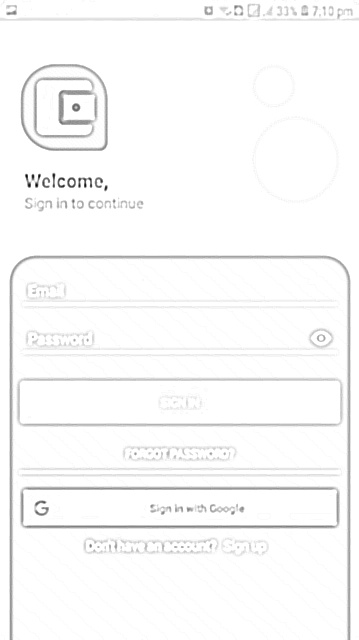 33% 7.10 pm
Welcome,
Sign in to continue
Email
Password
SIGN IN
FORGOT PASSWORD?
G Sign in with Google
Don't have an account? Sign up